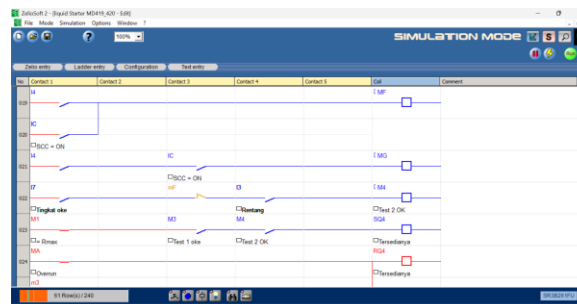 ZelioSoft 2 - [liquid Starter MD419_420 - Edit]
File Mode Simulation Options Window ?
100%
SIMULATION MODE
Zelio entry Ladder entry Configuration Text entry
No Contact 1 Contact 2 Contact 3 Contact 4 Contact 5 Coil Comment
I4 [ MF
019
IC
020
SCC = ON
I4 IC [ MG
021
SCC = ON
I7 mF I3 [ M4
022
Tingkat oke Rentang Test 2 OK
M1 M3 M4 SQ4
023
= Rmax Test 1 oke Test 2 OK Tersedianya
MA RQ4
024
Overrun Tersedianya
m3
61 Row(s) / 240
SR3B261FU